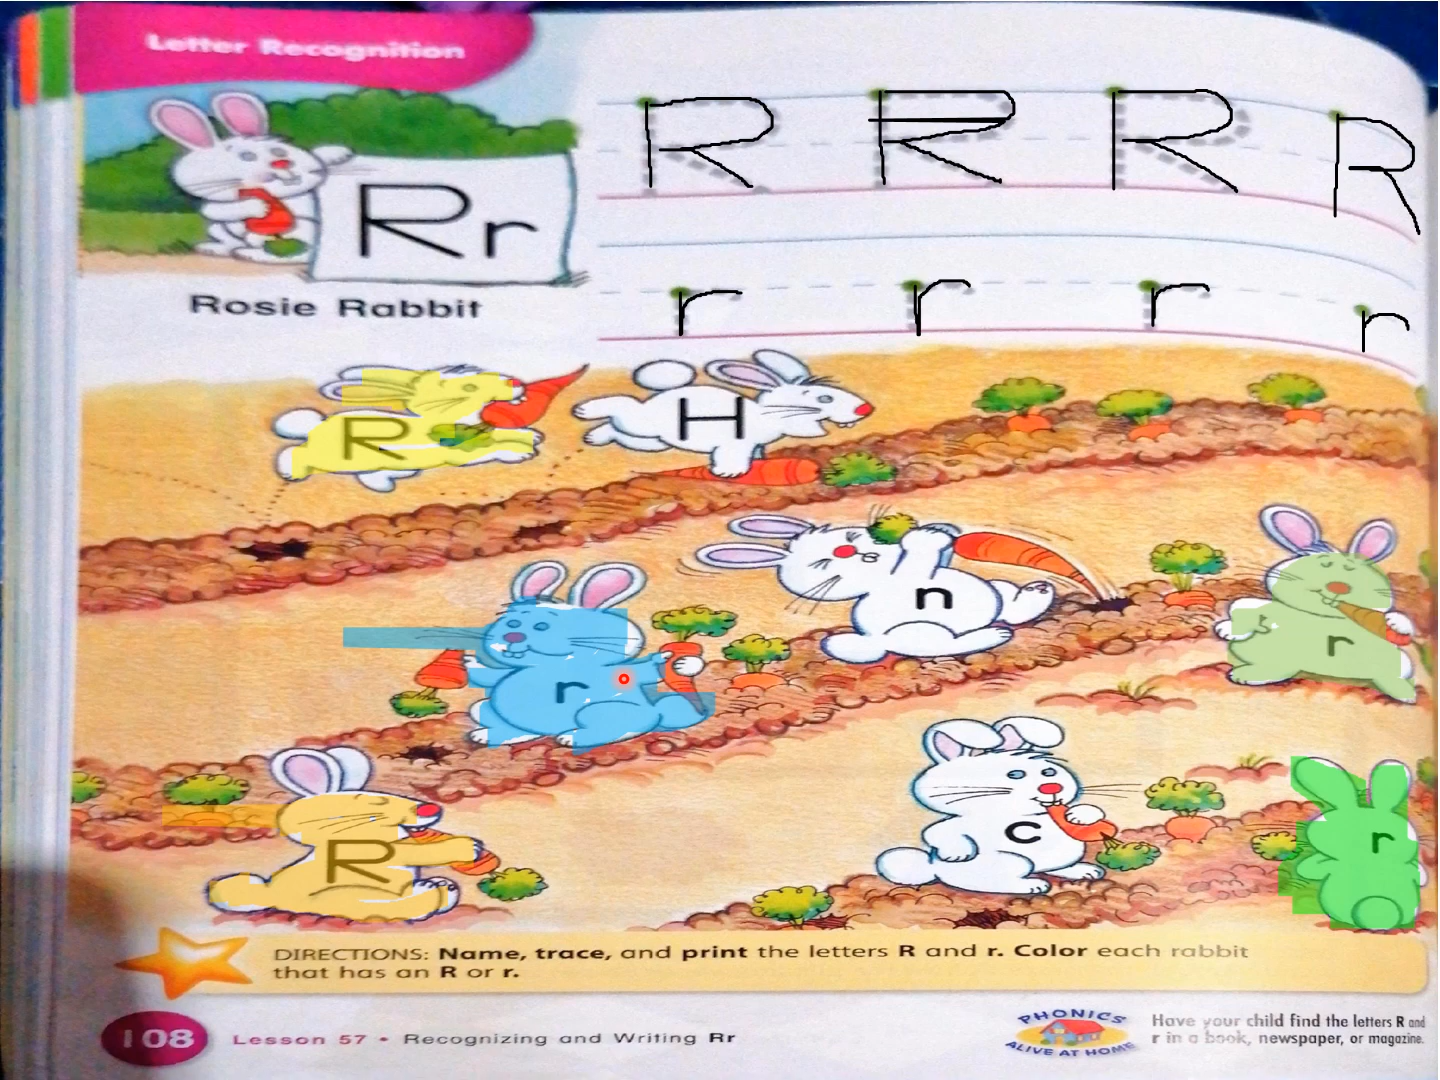 Letter Recognition
Rr
Rosie Rabbit
R R R R
r r r r
R H
n
r r
R c r
DIRECTIONS: Name, trace, and print the letters R and r. Color each rabbit
that has an R or r.
108 Lesson 57 • Recognizing and Writing Rr
PHONICS
ALIVE AT HOME
Have your child find the letters R and
r in a book, newspaper, or magazine.